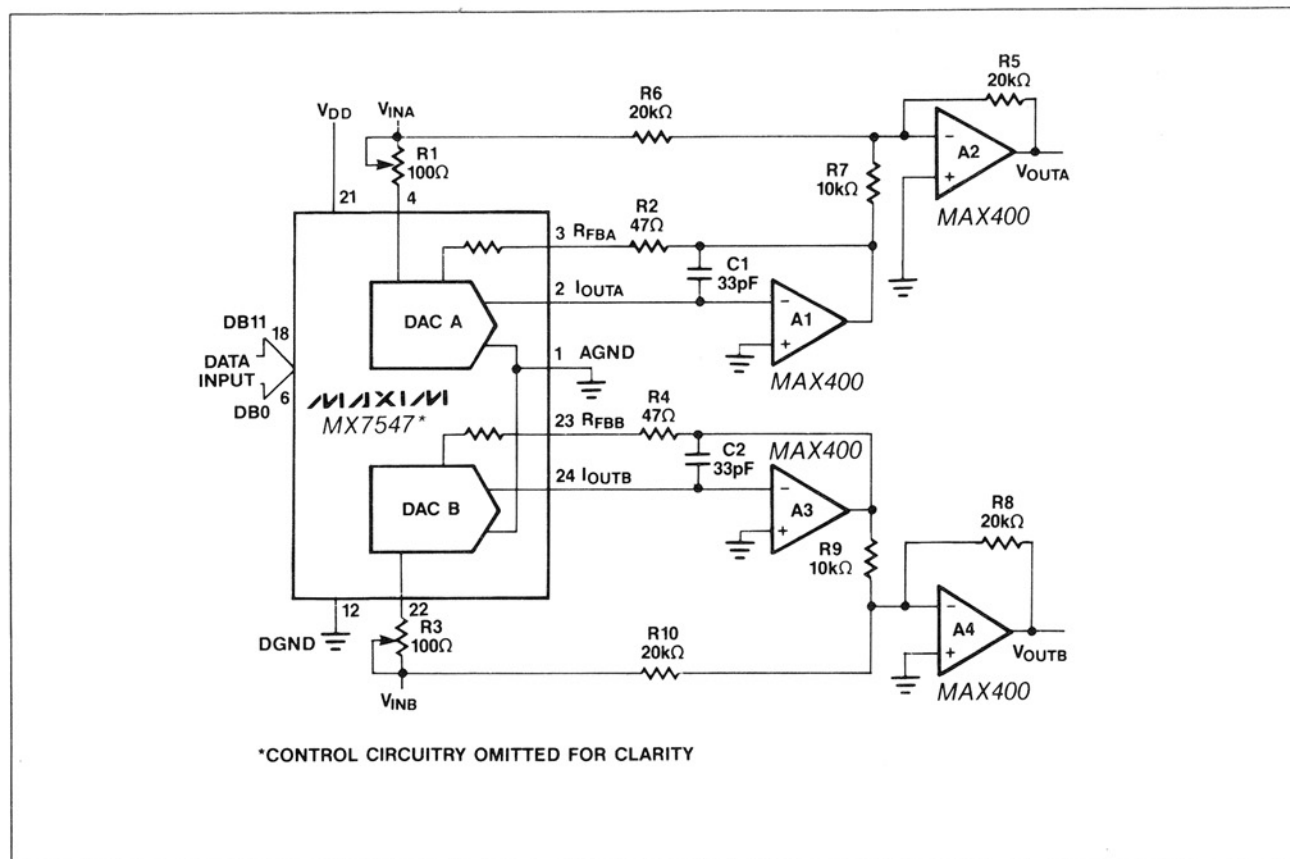 VDD
VINA
R1
100Ω
21
4
R6
20kΩ
R5
20kΩ
−
A2
+
VOUTA
MAX400
R7
10kΩ
3 RFBA
R2
47Ω
C1
33pF
2 IOUTA
−
A1
+
MAX400
DAC A
1 AGND
DB11
18
DATA
INPUT
6
DB0
MAXIM
MX7547*
23 RFBB
R4
47Ω
C2
33pF
MAX400
24 IOUTB
−
A3
+
DAC B
R9
10kΩ
R8
20kΩ
−
A4
+
VOUTB
MAX400
12
22
DGND
R3
100Ω
R10
20kΩ
VINB
*CONTROL CIRCUITRY OMITTED FOR CLARITY